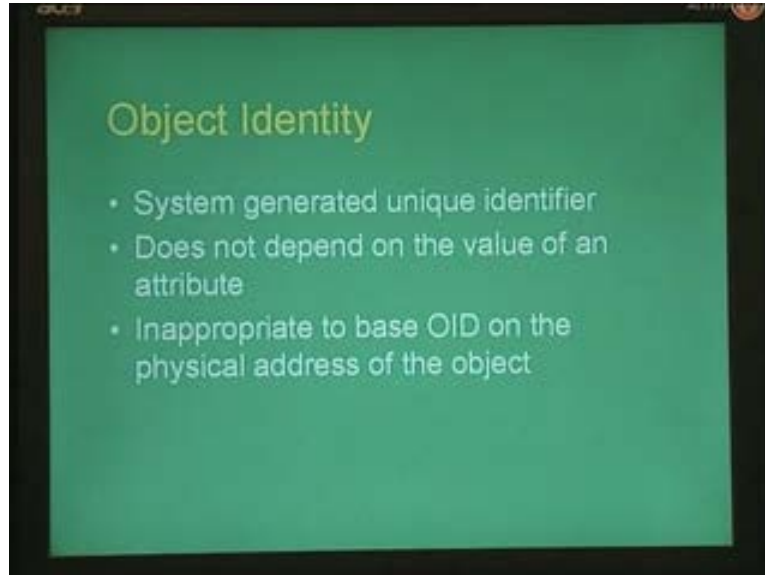 acer
Object Identity
• System generated unique identifier
• Does not depend on the value of an
attribute
• Inappropriate to base OID on the
physical address of the object